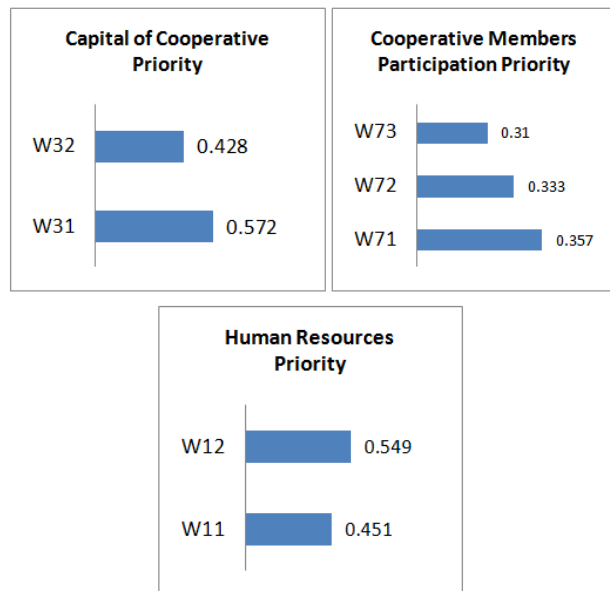 Capital of Cooperative
Priority
W32 0.428
W31 0.572
Cooperative Members
Participation Priority
W73 0.31
W72 0.333
W71 0.357
Human Resources
Priority
W12 0.549
W11 0.451